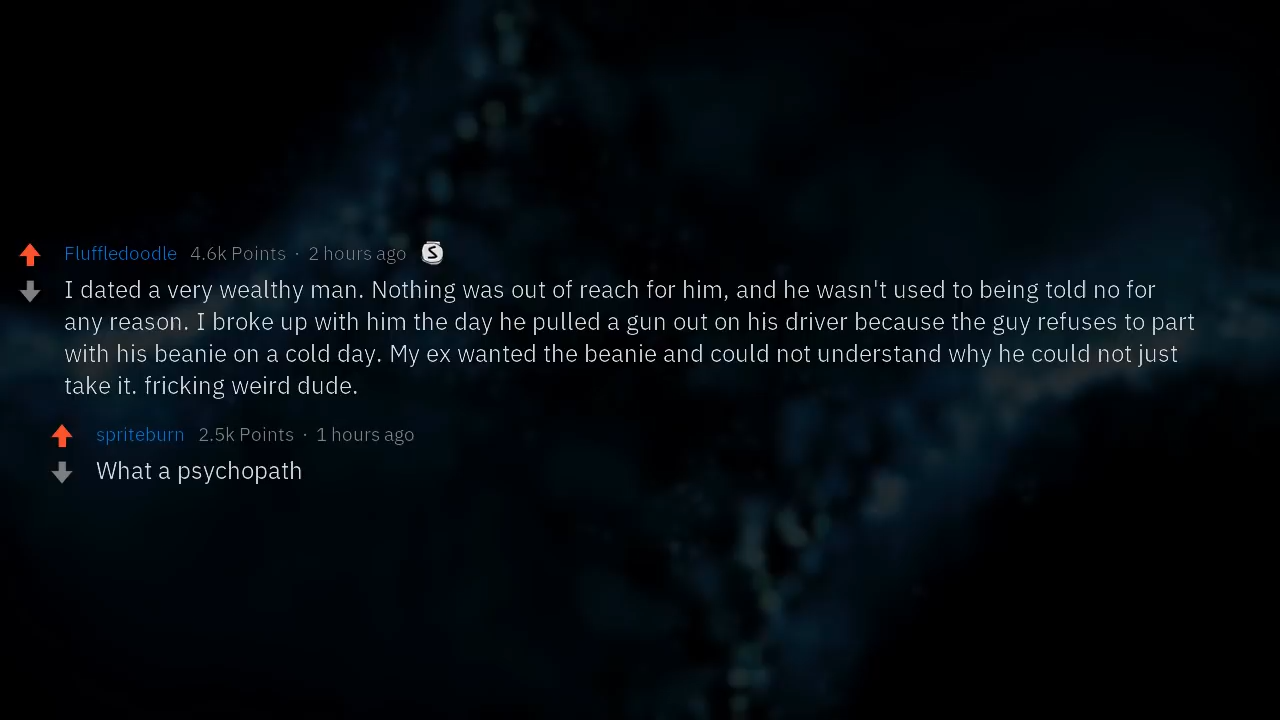 Fluffledoodle 4.6k Points · 2 hours ago S
I dated a very wealthy man. Nothing was out of reach for him, and he wasn't used to being told no for
any reason. I broke up with him the day he pulled a gun out on his driver because the guy refuses to part
with his beanie on a cold day. My ex wanted the beanie and could not understand why he could not just
take it. fricking weird dude.
spriteburn 2.5k Points · 1 hours ago
What a psychopath